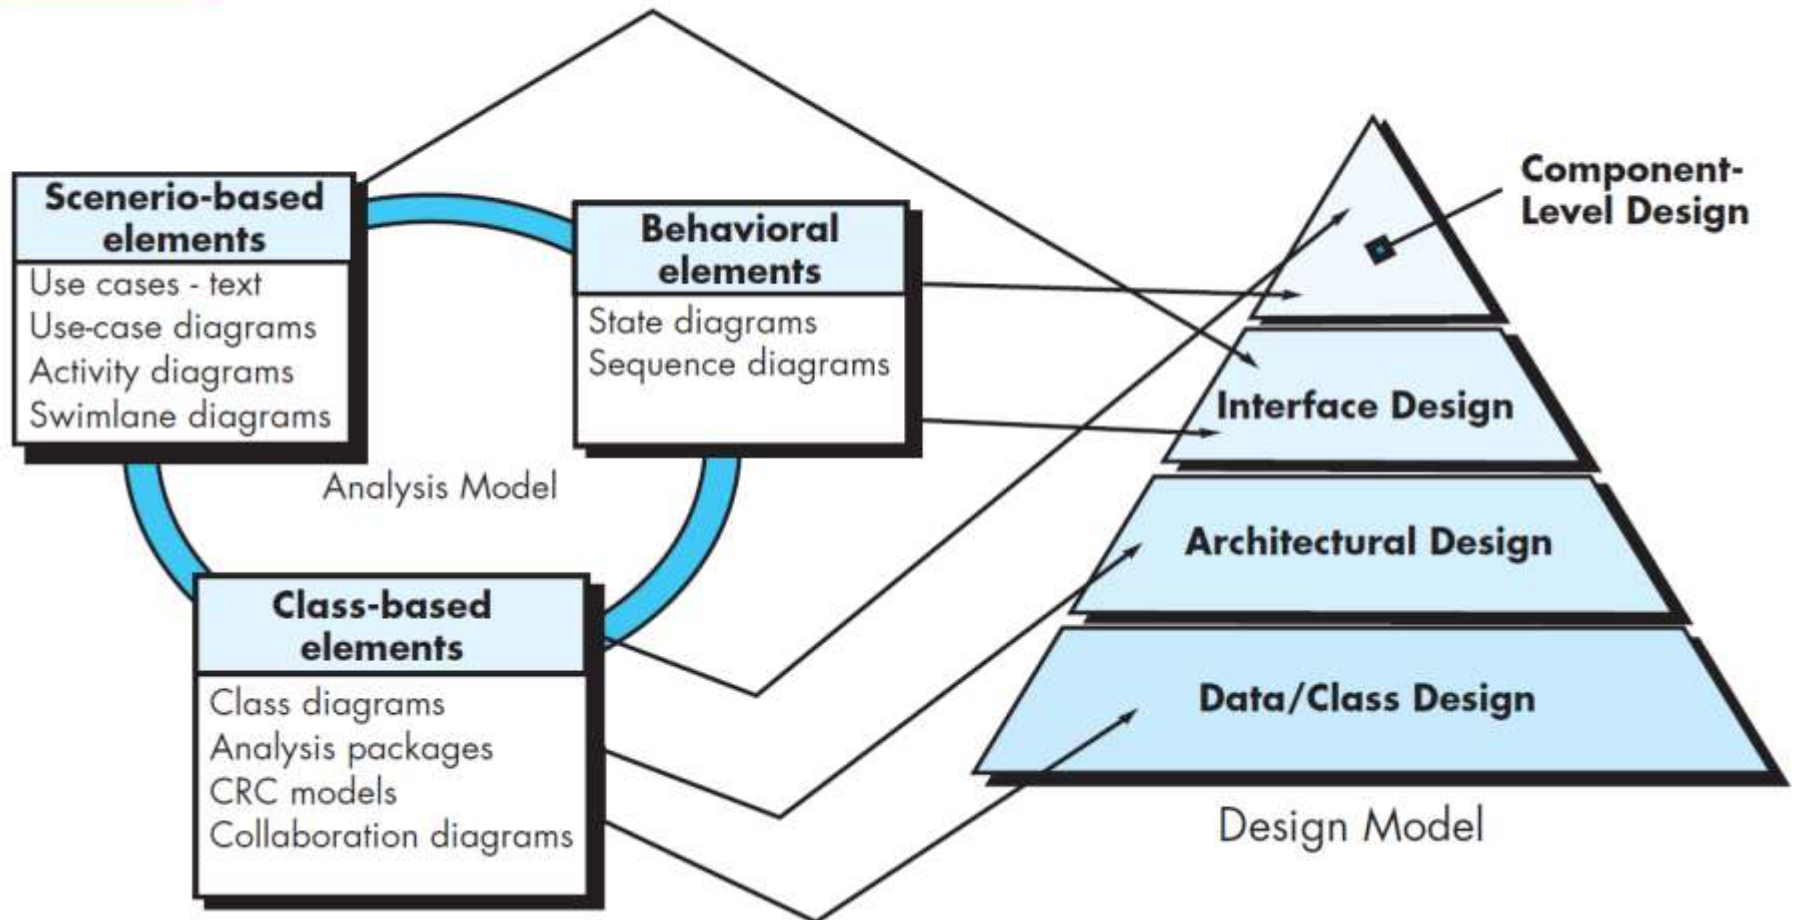 Scenerio-based
elements
Use cases - text
Use-case diagrams
Activity diagrams
Swimlane diagrams
Behavioral
elements
State diagrams
Sequence diagrams
Analysis Model
Class-based
elements
Class diagrams
Analysis packages
CRC models
Collaboration diagrams
Component-
Level Design
Interface Design
Architectural Design
Data/Class Design
Design Model